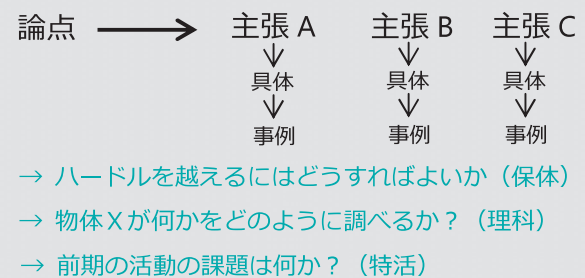 論点 → 主張 A 主張 B 主張 C
↓ ↓ ↓
具体 具体 具体
↓ ↓ ↓
事例 事例 事例
→ ハードルを越えるにはどうすればよいか（保体）
→ 物体Ｘが何かをどのように調べるか？（理科）
→ 前期の活動の課題は何か？（特活）